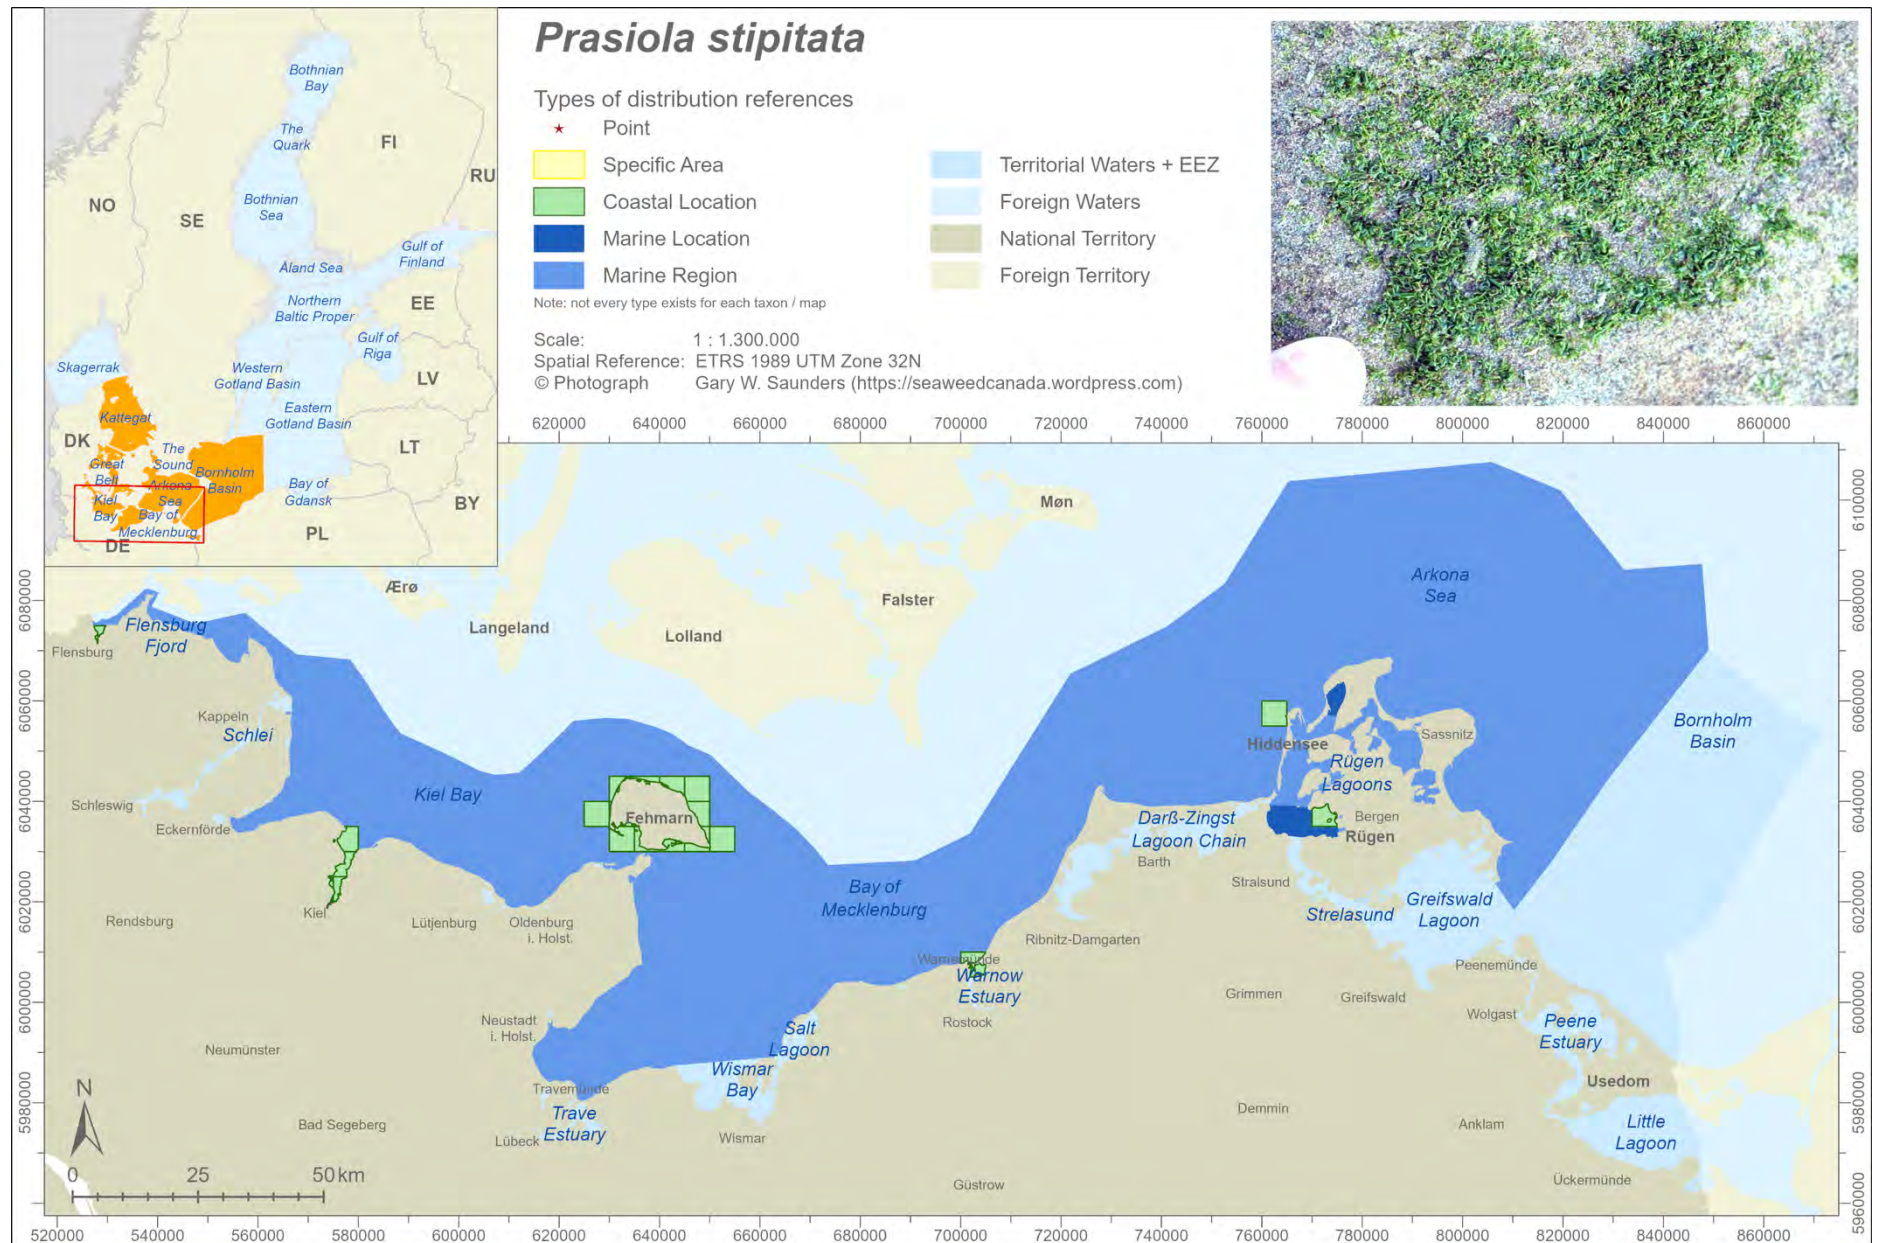 Prasiola stipitata
Types of distribution references
Point
Specific Area
Coastal Location
Marine Location
Marine Region
Territorial Waters + EEZ
Foreign Waters
National Territory
Foreign Territory
Note: not every type exists for each taxon / map
Scale: 1 : 1.300.000
Spatial Reference: ETRS 1989 UTM Zone 32N
© Photograph Gary W. Saunders (https://seaweedcanada.wordpress.com)
Bothnian
Bay
The
Quark
FI
RU
NO
SE
Bothnian
Sea
Gulf of
Finland
Åland Sea
Northern
Baltic Proper
EE
Gulf of
Riga
Skagerrak
Western
Gotland Basin
LV
Kattegat
Eastern
Gotland Basin
DK
The
Sound
LT
Great
Belt
Bornholm
Basin
Arkona
Sea
Kiel
Bay
Bay of
Gdansk
BY
Bay of
Mecklenburg
PL
DE
620000 640000 660000 680000 700000 720000 740000 760000 780000 800000 820000 840000 860000
6100000
6080000
6060000
6040000
6020000
6000000
5980000
5960000
6080000
6060000
6040000
6020000
6000000
5980000
Møn
Ærø
Arkona
Sea
Falster
Langeland
Lolland
Flensburg
Fjord
Flensburg
Kappeln
Schlei
Bornholm
Basin
Hiddensee
Sassnitz
Rügen
Lagoons
Kiel Bay
Schleswig
Eckernförde
Fehmarn
Darß-Zingst
Lagoon Chain
Bergen
Rügen
Barth
Stralsund
Bay of
Mecklenburg
Greifswald
Lagoon
Strelasund
Kiel
Rendsburg
Lütjenburg
Oldenburg
i. Holst.
Ribnitz-Damgarten
Warnemünde
Warnow
Estuary
Peenemünde
Grimmen
Greifswald
Wolgast
Rostock
Neustadt
i. Holst.
Salt
Lagoon
Peene
Estuary
Neumünster
Wismar
Bay
Usedom
Travemünde
Trave
Estuary
Demmin
Anklam
Little
Lagoon
Bad Segeberg
Lübeck
Wismar
Güstrow
Ückermünde
N
0 25 50 km
520000 540000 560000 580000 600000 620000 640000 660000 680000 700000 720000 740000 760000 780000 800000 820000 840000 860000